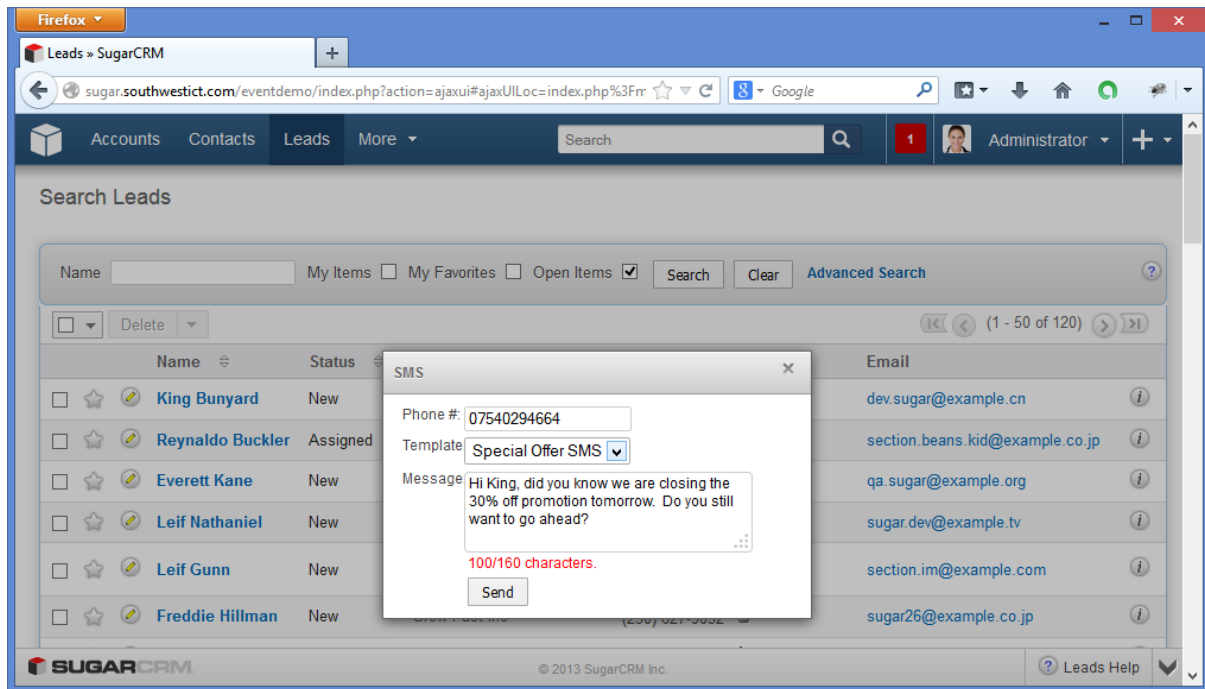 Firefox
Leads » SugarCRM
sugar.southwestict.com/eventdemo/index.php?action=ajaxui#ajaxUILoc=index.php%3Fm
Google
Accounts Contacts Leads More Search 1 Administrator
Search Leads
Name My Items My Favorites Open Items Search Clear Advanced Search
Delete (1 - 50 of 120)
Name Status Email
SMS
King Bunyard New dev.sugar@example.cn
Phone #: 07540294664
Reynaldo Buckler Assigned section.beans.kid@example.co.jp
Template Special Offer SMS
Everett Kane New qa.sugar@example.org
Message Hi King, did you know we are closing the
30% off promotion tomorrow. Do you still
want to go ahead?
Leif Nathaniel New sugar.dev@example.tv
100/160 characters.
Leif Gunn New section.im@example.com
Send
Freddie Hillman New sugar26@example.co.jp
SUGARCRM © 2013 SugarCRM Inc. Leads Help